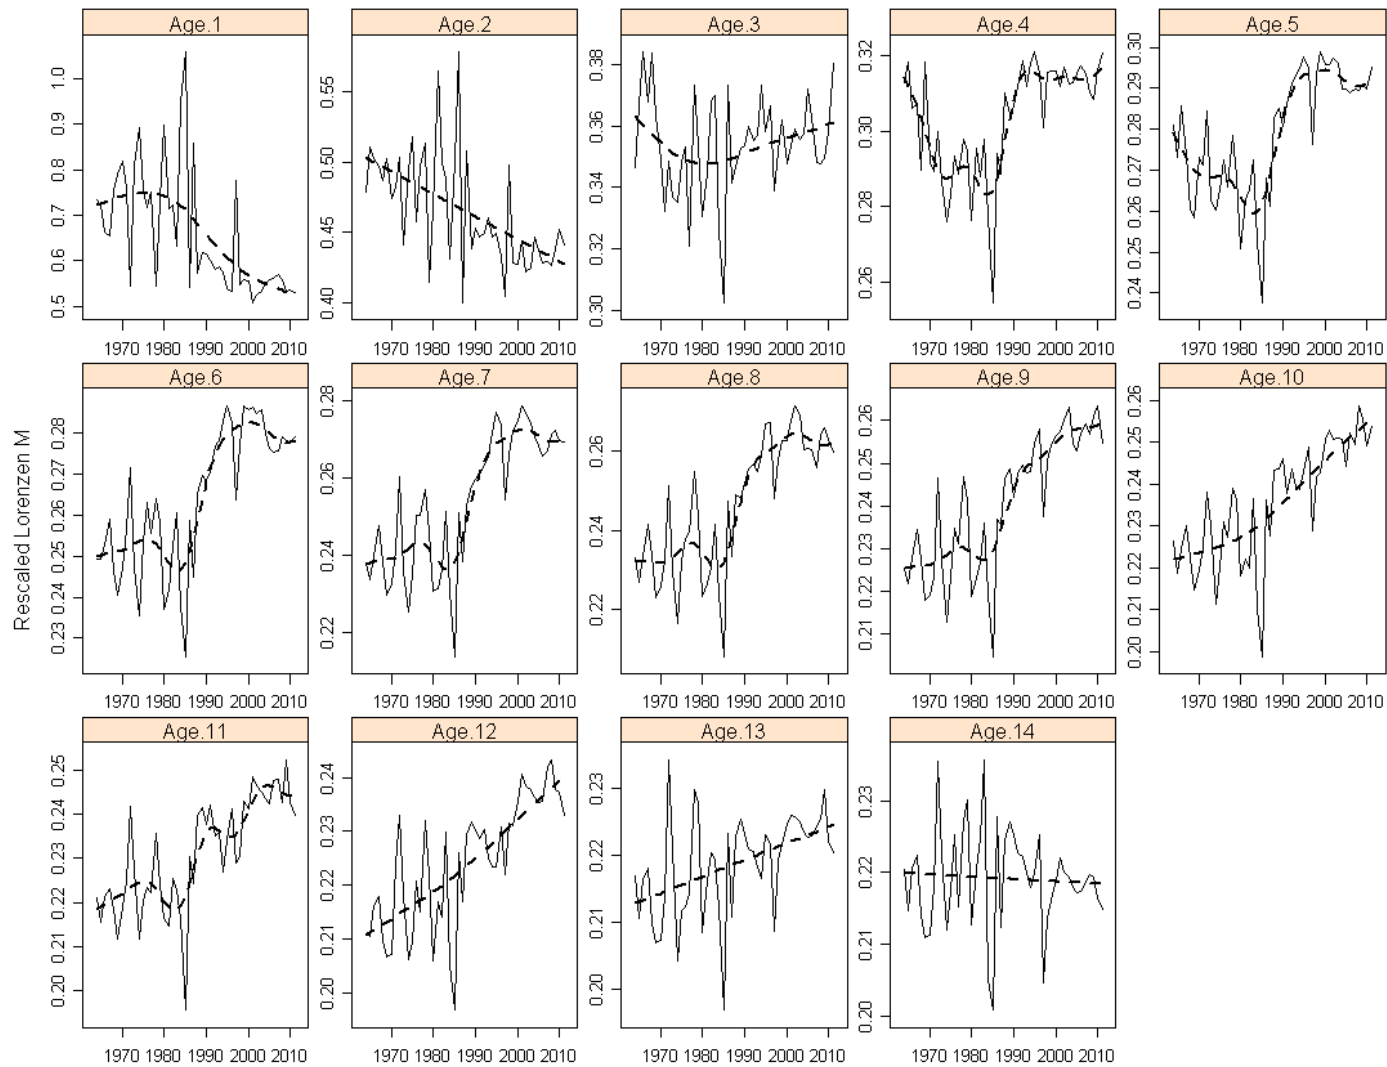 Age.1 Age.2 Age.3 Age.4 Age.5
0.5 0.6 0.7 0.8 0.9 1.0
0.40 0.45 0.50 0.55
0.30 0.32 0.34 0.36 0.38
0.26 0.28 0.30 0.32
0.24 0.25 0.26 0.27 0.28 0.29 0.30
1970 1980 1990 2000 2010 1970 1980 1990 2000 2010 1970 1980 1990 2000 2010 1970 1980 1990 2000 2010 1970 1980 1990 2000 2010
Rescaled Lorenzen M
Age.6 Age.7 Age.8 Age.9 Age.10
0.23 0.24 0.25 0.26 0.27 0.28
0.22 0.24 0.26 0.28
0.22 0.24 0.26
0.21 0.22 0.23 0.24 0.25 0.26
0.20 0.21 0.22 0.23 0.24 0.25 0.26
1970 1980 1990 2000 2010 1970 1980 1990 2000 2010 1970 1980 1990 2000 2010 1970 1980 1990 2000 2010 1970 1980 1990 2000 2010
Age.11 Age.12 Age.13 Age.14
0.20 0.21 0.22 0.23 0.24 0.25
0.20 0.21 0.22 0.23 0.24
0.20 0.21 0.22 0.23
0.20 0.21 0.22 0.23
1970 1980 1990 2000 2010 1970 1980 1990 2000 2010 1970 1980 1990 2000 2010 1970 1980 1990 2000 2010